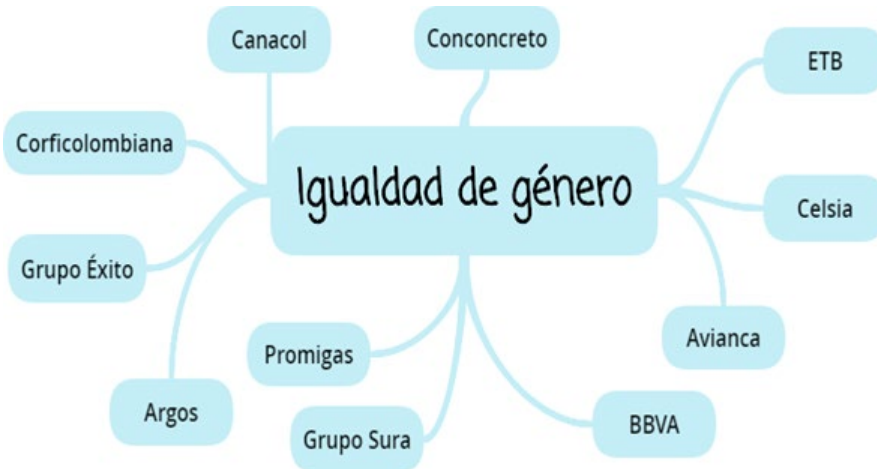 Canacol
Conconcreto
ETB
Corficolombiana
Igualdad de género
Celsia
Grupo Éxito
Avianca
Promigas
Argos
Grupo Sura
BBVA